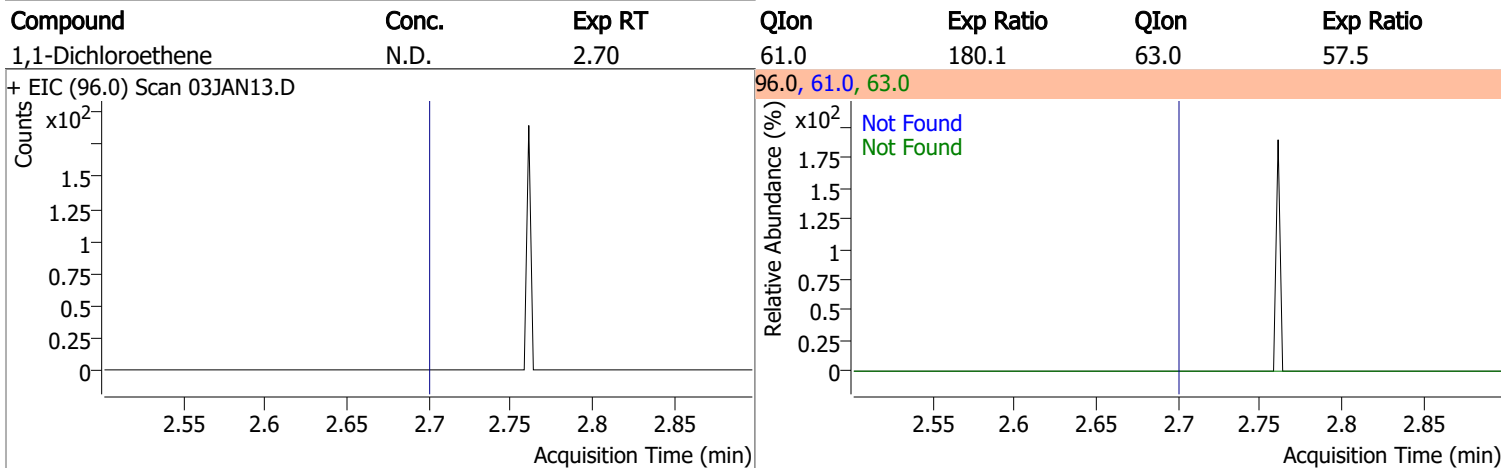 Compound Conc. Exp RT QIon Exp Ratio QIon Exp Ratio
1,1-Dichloroethene N.D. 2.70 61.0 180.1 63.0 57.5
+ EIC (96.0) Scan 03JAN13.D
Counts
x10²
1.5
1.25
1
0.75
0.5
0.25
0
2.55 2.6 2.65 2.7 2.75 2.8 2.85
Acquisition Time (min)
96.0, 61.0, 63.0
Relative Abundance (%)
x10²
Not Found
Not Found
1.75
1.5
1.25
1
0.75
0.5
0.25
0
2.55 2.6 2.65 2.7 2.75 2.8 2.85
Acquisition Time (min)